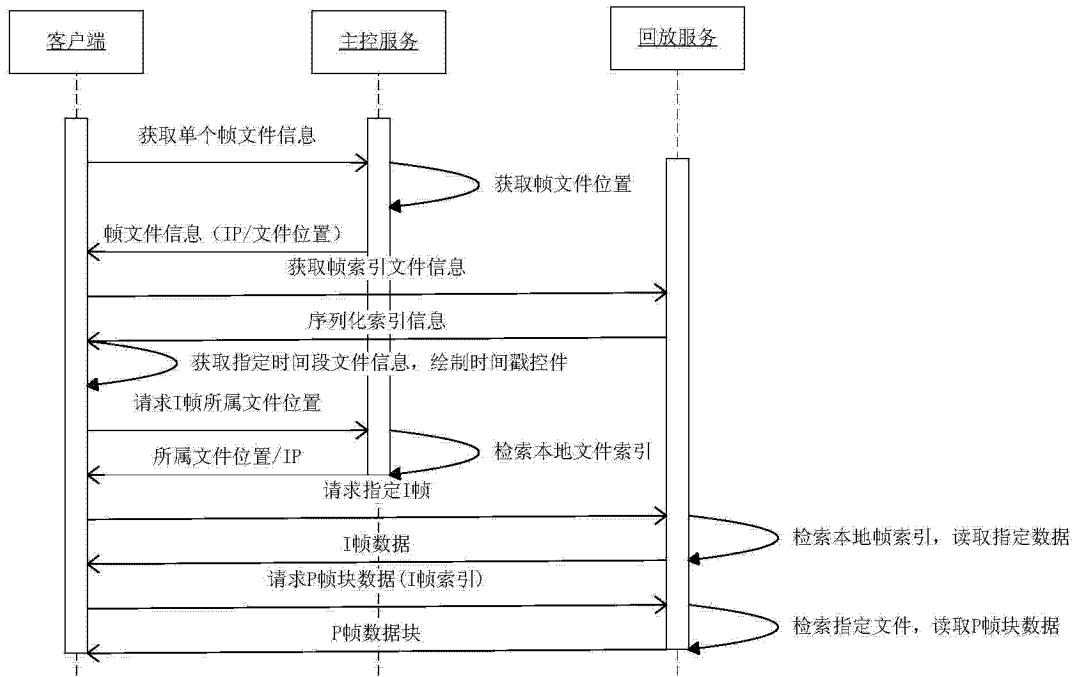 客户端
主控服务
回放服务
获取单个帧文件信息
获取帧文件位置
帧文件信息（IP/文件位置）
获取帧索引文件信息
序列化索引信息
获取指定时间段文件信息，绘制时间戳控件
请求I帧所属文件位置
检索本地文件索引
所属文件位置/IP
请求指定I帧
检索本地帧索引，读取指定数据
I帧数据
请求P帧块数据(I帧索引)
检索指定文件，读取P帧块数据
P帧数据块